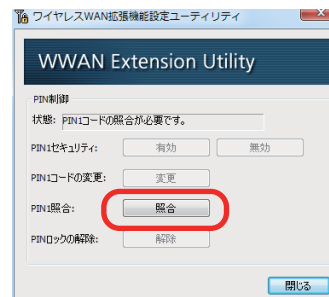 ワイヤレスWAN拡張機能設定ユーティリティ
WWAN Extension Utility
PIN制御
状態: PIN1コードの照合が必要です。
PIN1セキュリティ: 有効 無効
PIN1コードの変更: 変更
PIN1照合: 照合
PINロックの解除: 解除
閉じる